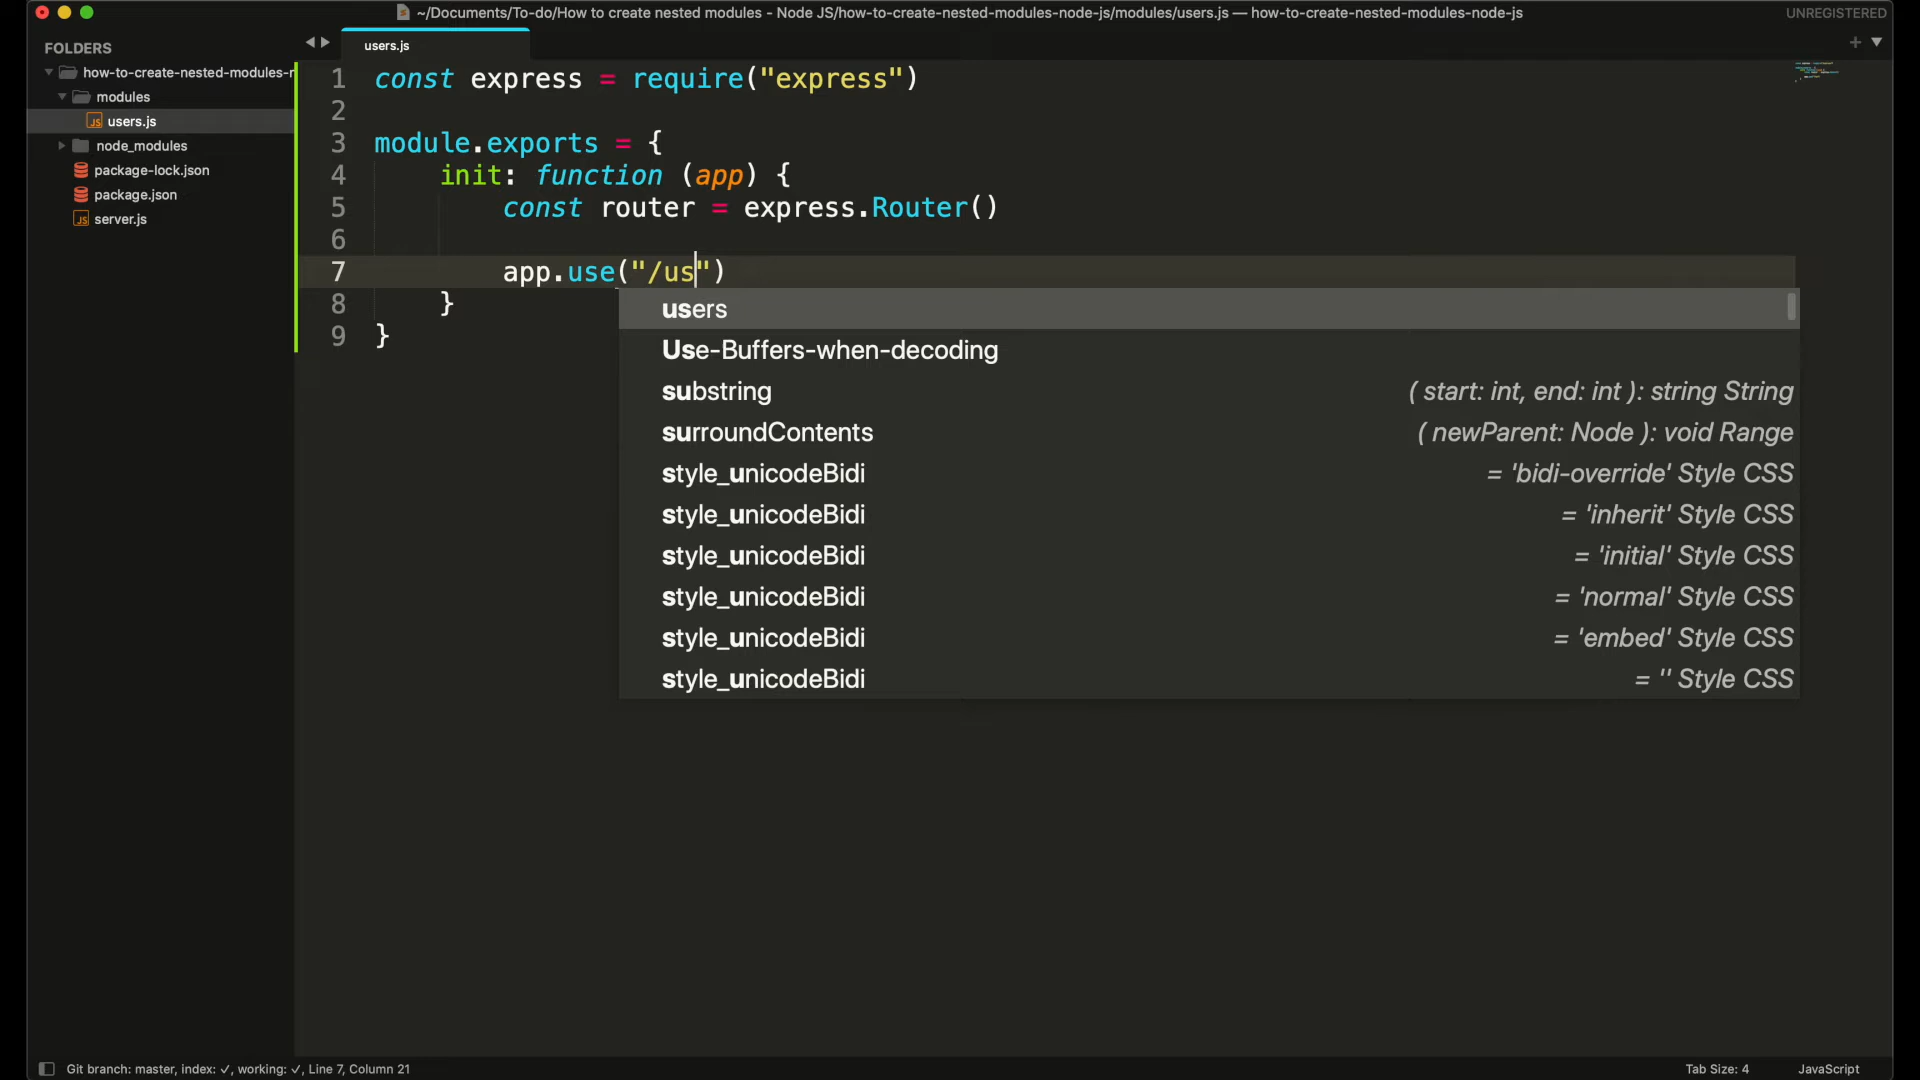 ~/Documents/To-do/How to create nested modules - Node JS/how-to-create-nested-modules-node-js/modules/users.js — how-to-create-nested-modules-node-js
UNREGISTERED
FOLDERS
how-to-create-nested-modules-n
modules
users.js
node_modules
package-lock.json
package.json
server.js
users.js
1 const express = require("express")
2
3 module.exports = {
4 init: function (app) {
5 const router = express.Router()
6
7 app.use("/us")
8 }
9 }
users
Use-Buffers-when-decoding
substring ( start: int, end: int ): string String
surroundContents ( newParent: Node ): void Range
style_unicodeBidi = 'bidi-override' Style CSS
style_unicodeBidi = 'inherit' Style CSS
style_unicodeBidi = 'initial' Style CSS
style_unicodeBidi = 'normal' Style CSS
style_unicodeBidi = 'embed' Style CSS
style_unicodeBidi = '' Style CSS
Git branch: master, index: ✓, working: ✓, Line 7, Column 21
Tab Size: 4
JavaScript